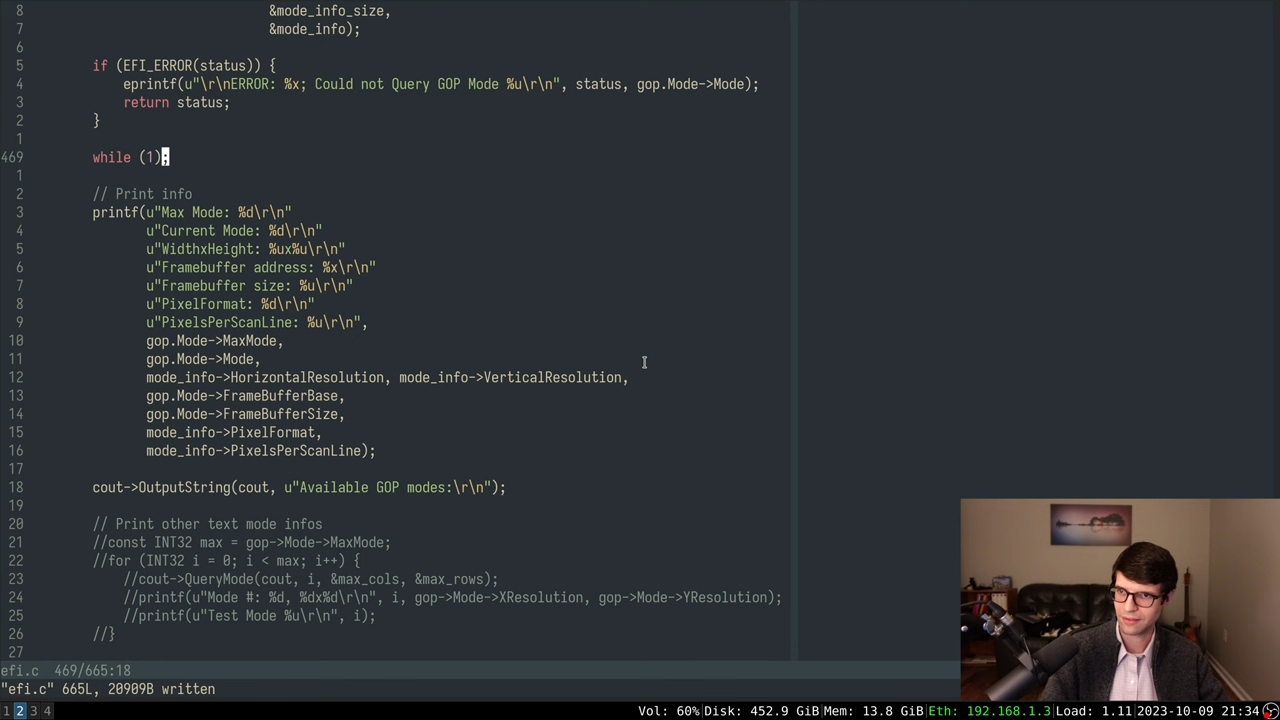 8 &mode_info_size,
7 &mode_info);
6
5 if (EFI_ERROR(status)) {
4 eprintf(u"\r\nERROR: %x; Could not Query GOP Mode %u\r\n", status, gop.Mode->Mode);
3 return status;
2 }
1
469 while (1);
1
2 // Print info
3 printf(u"Max Mode: %d\r\n"
4 u"Current Mode: %d\r\n"
5 u"WidthxHeight: %ux%u\r\n"
6 u"Framebuffer address: %x\r\n"
7 u"Framebuffer size: %u\r\n"
8 u"PixelFormat: %d\r\n"
9 u"PixelsPerScanLine: %u\r\n",
10 gop.Mode->MaxMode,
11 gop.Mode->Mode,
12 mode_info->HorizontalResolution, mode_info->VerticalResolution,
13 gop.Mode->FrameBufferBase,
14 gop.Mode->FrameBufferSize,
15 mode_info->PixelFormat,
16 mode_info->PixelsPerScanLine);
17
18 cout->OutputString(cout, u"Available GOP modes:\r\n");
19
20 // Print other text mode infos
21 //const INT32 max = gop->Mode->MaxMode;
22 //for (INT32 i = 0; i < max; i++) {
23 //cout->QueryMode(cout, i, &max_cols, &max_rows);
24 //printf(u"Mode #: %d, %dx%d\r\n", i, gop->Mode->XResolution, gop->Mode->YResolution);
25 //printf(u"Test Mode %u\r\n", i);
26 //}
27
efi.c 469/665:18
"efi.c" 665L, 20909B written
1 2 3 4 Vol: 60%|Disk: 452.9 GiB|Mem: 13.8 GiB|Eth: 192.168.1.3|Load: 1.11|2023-10-09 21:34